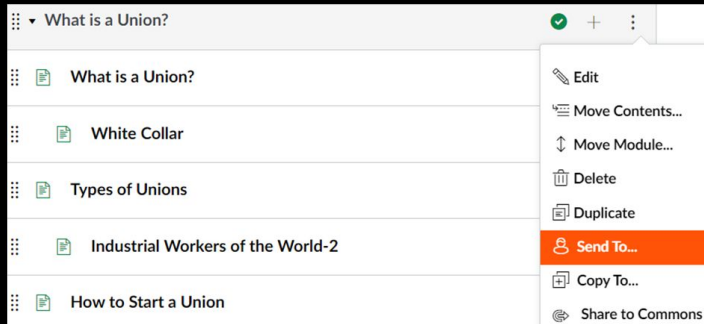 What is a Union?
What is a Union?
White Collar
Types of Unions
Industrial Workers of the World-2
How to Start a Union
Edit
Move Contents...
Move Module...
Delete
Duplicate
Send To...
Copy To...
Share to Commons